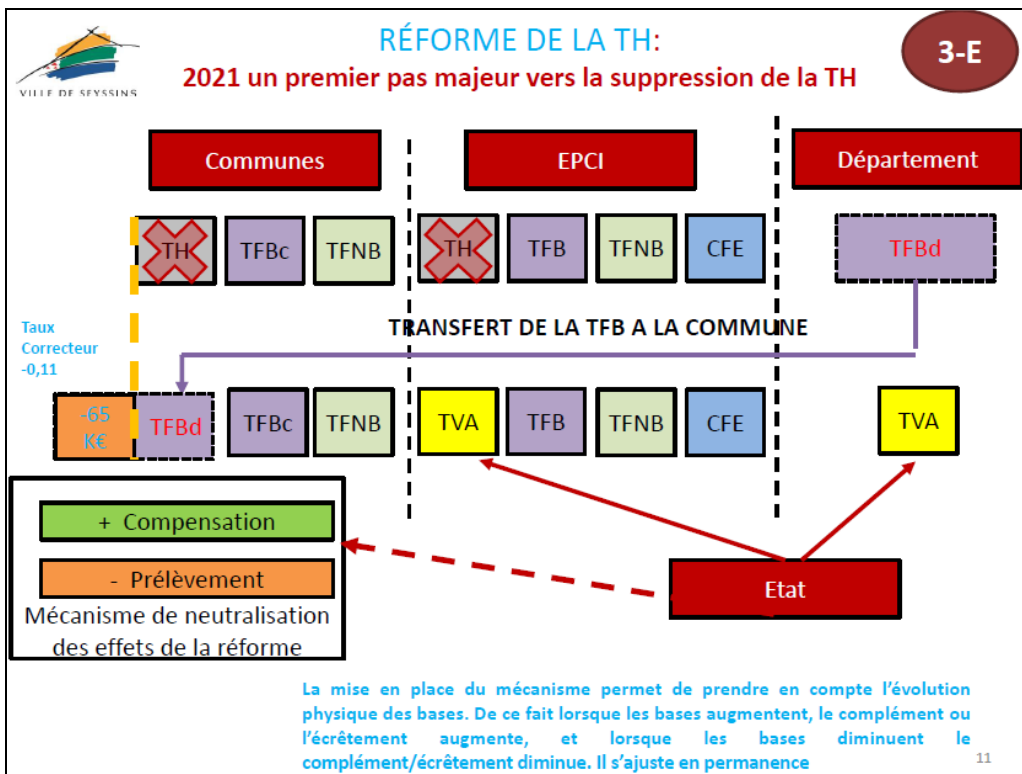 VILLE DE SEYSSINS
RÉFORME DE LA TH:
2021 un premier pas majeur vers la suppression de la TH
3-E
Communes
EPCI
Département
TH
TFBc
TFNB
TH
TFB
TFNB
CFE
TFBd
Taux
Correcteur
-0,11
TRANSFERT DE LA TFB A LA COMMUNE
-65
K€
TFBd
TFBc
TFNB
TVA
TFB
TFNB
CFE
TVA
+ Compensation
- Prélèvement
Mécanisme de neutralisation
des effets de la réforme
Etat
La mise en place du mécanisme permet de prendre en compte l’évolution
physique des bases. De ce fait lorsque les bases augmentent, le complément ou
l’écrêtement augmente, et lorsque les bases diminuent le
complément/écrêtement diminue. Il s’ajuste en permanence
11